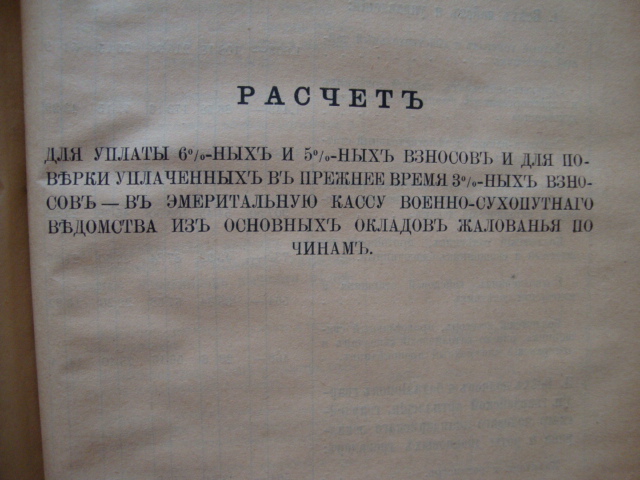 РАСЧЕТЪ
ДЛЯ УПЛАТЫ 6%-НЫХЪ И 5%-НЫХЪ ВЗНОСОВЪ И ДЛЯ ПО-
ВѢРКИ УПЛАЧЕННЫХЪ ВЪ ПРЕЖНЕЕ ВРЕМЯ 3%-НЫХЪ ВЗНО-
СОВЪ — ВЪ ЭМЕРИТАЛЬНУЮ КАССУ ВОЕННО-СУХОПУТНАГО
ВѢДОМСТВА ИЗЪ ОСНОВНЫХЪ ОКЛАДОВЪ ЖАЛОВАНЬЯ ПО
ЧИНАМЪ.